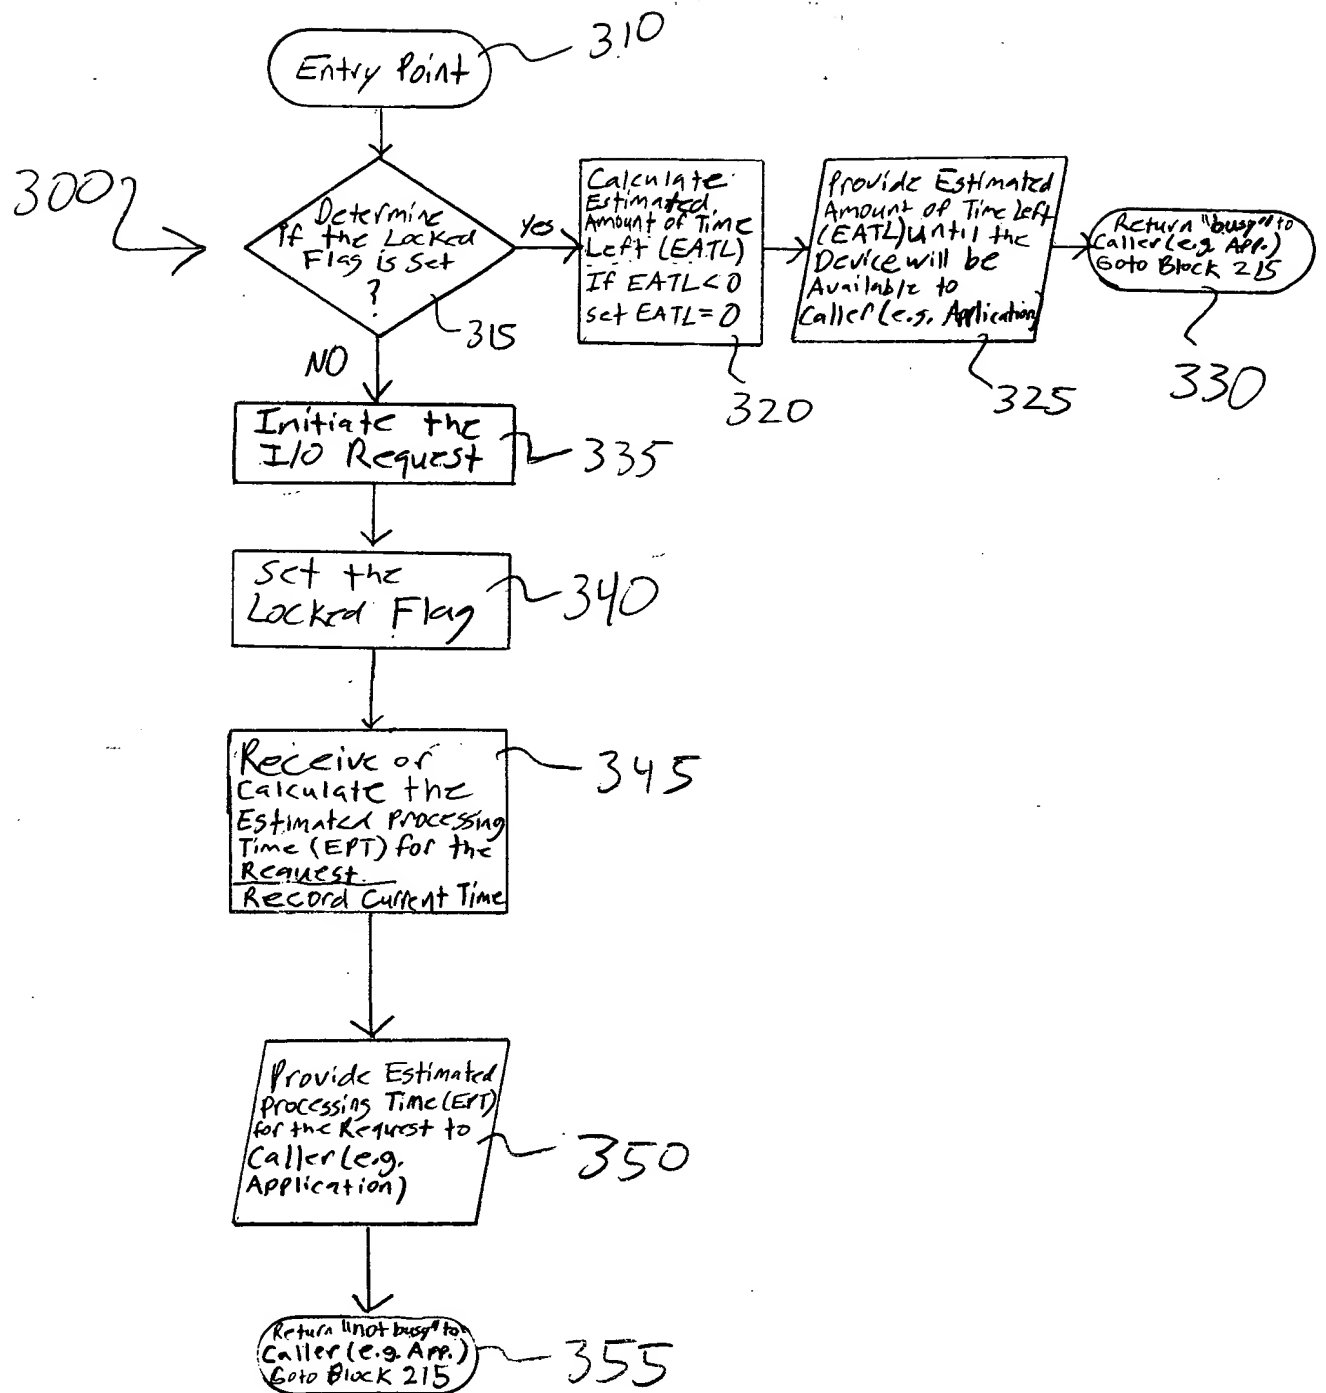 310
Entry Point
300
Determine
if the Locked
Flag is Set
?
315
Yes
Calculate
Estimated
Amount of Time
Left (EATL)
If EATL < 0
set EATL = 0
320
Provide Estimated
Amount of Time Left
(EATL) until the
Device will be
Available to
Caller (e.g. Application)
325
Return "busy" to
Caller (e.g. App.)
Goto Block 215
330
NO
Initiate the
I/O Request
335
Set the
Locked Flag
340
Receive or
Calculate the
Estimated Processing
Time (EPT) for the
Request
Record Current Time
345
Provide Estimated
Processing Time (EPT)
for the Request to
Caller (e.g.
Application)
350
Return "not busy" to
Caller (e.g. App.)
Goto Block 215
355